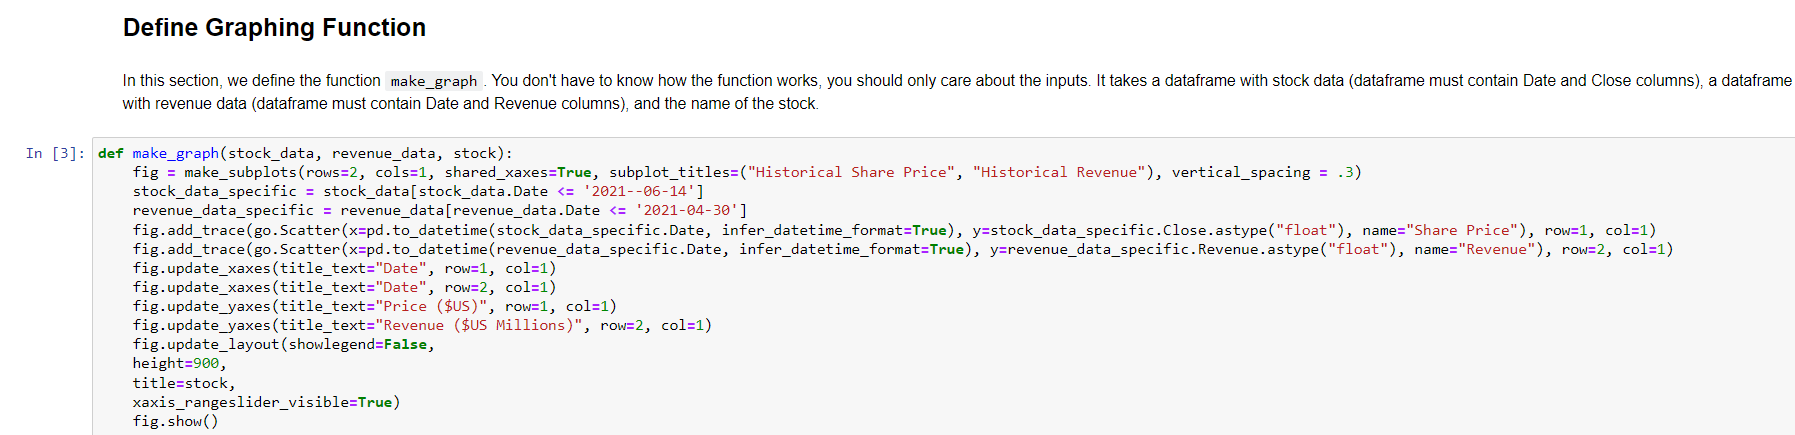 Define Graphing Function
In this section, we define the function make_graph . You don't have to know how the function works, you should only care about the inputs. It takes a dataframe with stock data (dataframe must contain Date and Close columns), a dataframe
with revenue data (dataframe must contain Date and Revenue columns), and the name of the stock.
In [3]: def make_graph(stock_data, revenue_data, stock):
    fig = make_subplots(rows=2, cols=1, shared_xaxes=True, subplot_titles=("Historical Share Price", "Historical Revenue"), vertical_spacing = .3)
    stock_data_specific = stock_data[stock_data.Date <= '2021--06-14']
    revenue_data_specific = revenue_data[revenue_data.Date <= '2021-04-30']
    fig.add_trace(go.Scatter(x=pd.to_datetime(stock_data_specific.Date, infer_datetime_format=True), y=stock_data_specific.Close.astype("float"), name="Share Price"), row=1, col=1)
    fig.add_trace(go.Scatter(x=pd.to_datetime(revenue_data_specific.Date, infer_datetime_format=True), y=revenue_data_specific.Revenue.astype("float"), name="Revenue"), row=2, col=1)
    fig.update_xaxes(title_text="Date", row=1, col=1)
    fig.update_xaxes(title_text="Date", row=2, col=1)
    fig.update_yaxes(title_text="Price ($US)", row=1, col=1)
    fig.update_yaxes(title_text="Revenue ($US Millions)", row=2, col=1)
    fig.update_layout(showlegend=False,
    height=900,
    title=stock,
    xaxis_rangeslider_visible=True)
    fig.show()